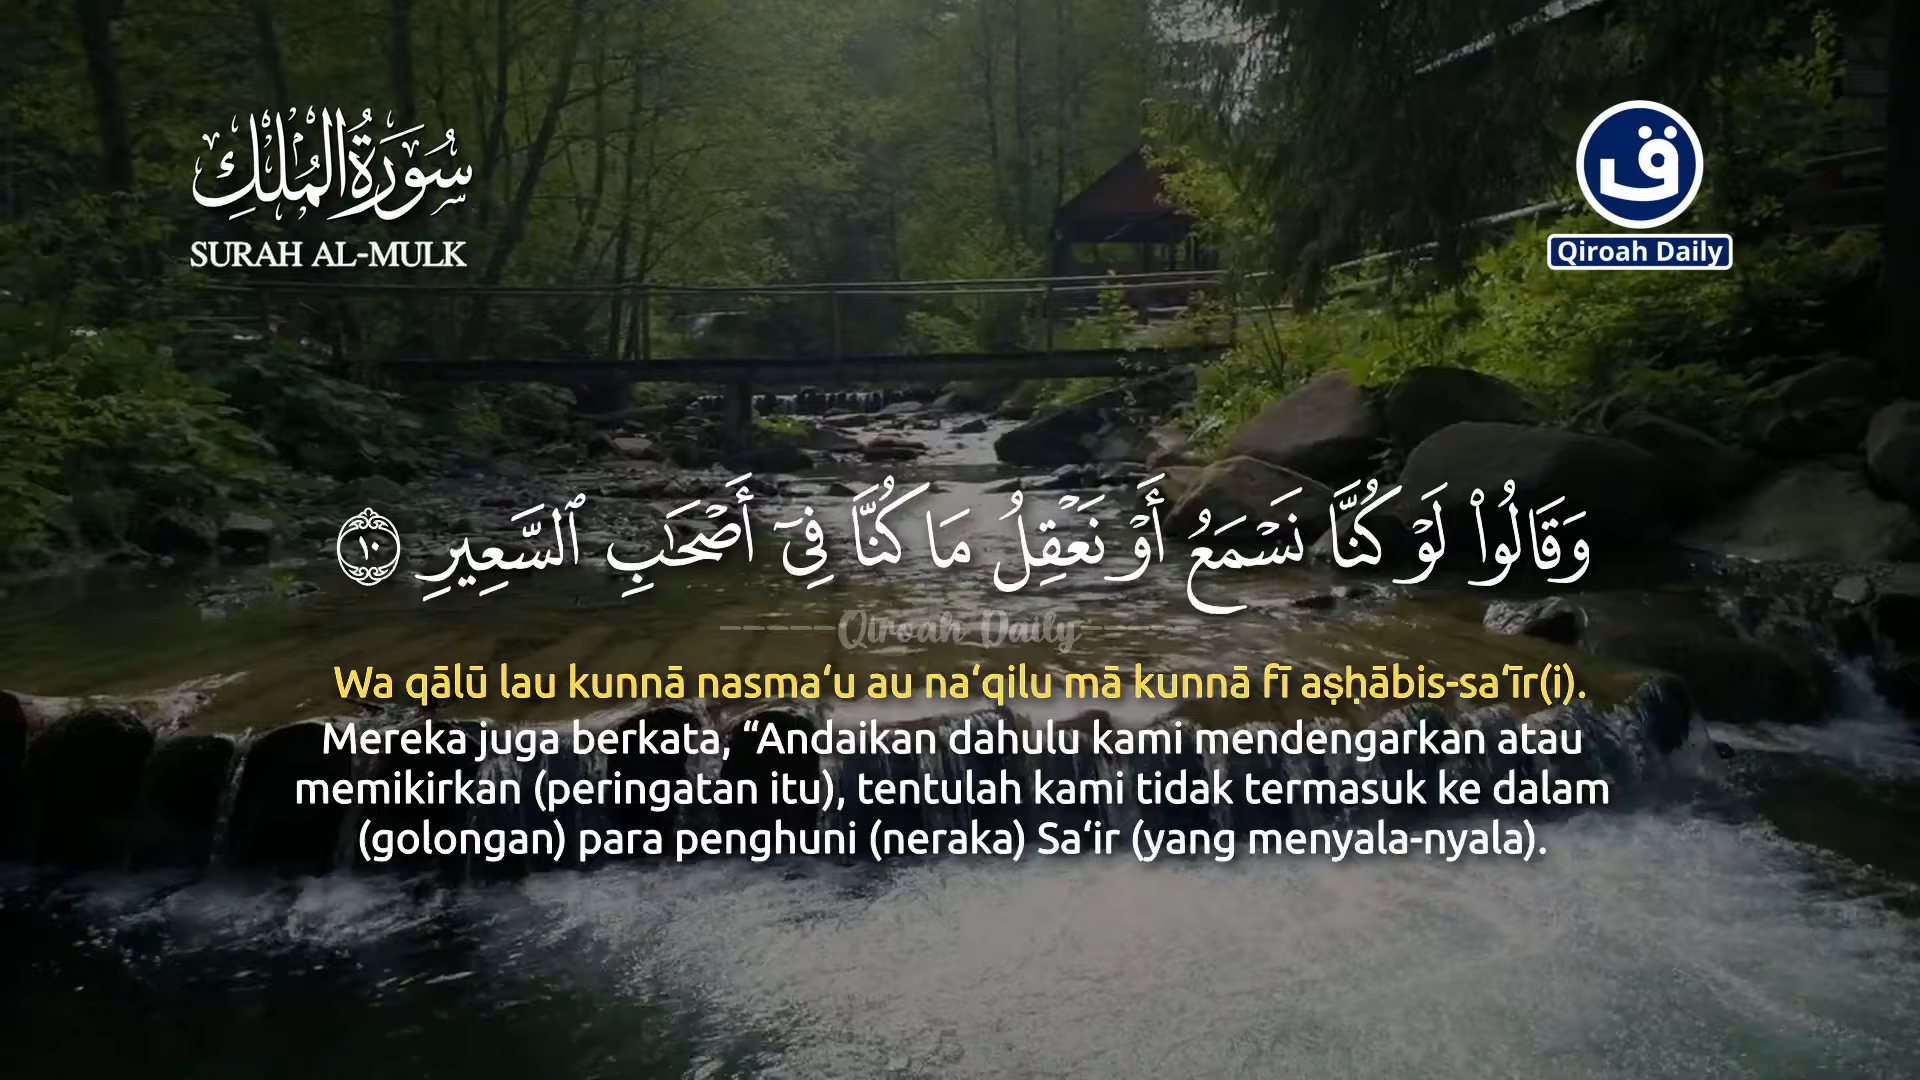 سُورَةُ الْمُلْكِ
SURAH AL-MULK
ق
Qiroah Daily
وَقَالُوا۟ لَوْ كُنَّا نَسْمَعُ أَوْ نَعْقِلُ مَا كُنَّا فِىٓ أَصْحَـٰبِ ٱلسَّعِيرِ ١٠
-----Qiroah Daily-----
Wa qālū lau kunnā nasma‘u au na‘qilu mā kunnā fī aṣḥābis-sa‘īr(i).
Mereka juga berkata, “Andaikan dahulu kami mendengarkan atau
memikirkan (peringatan itu), tentulah kami tidak termasuk ke dalam
(golongan) para penghuni (neraka) Sa‘ir (yang menyala-nyala).